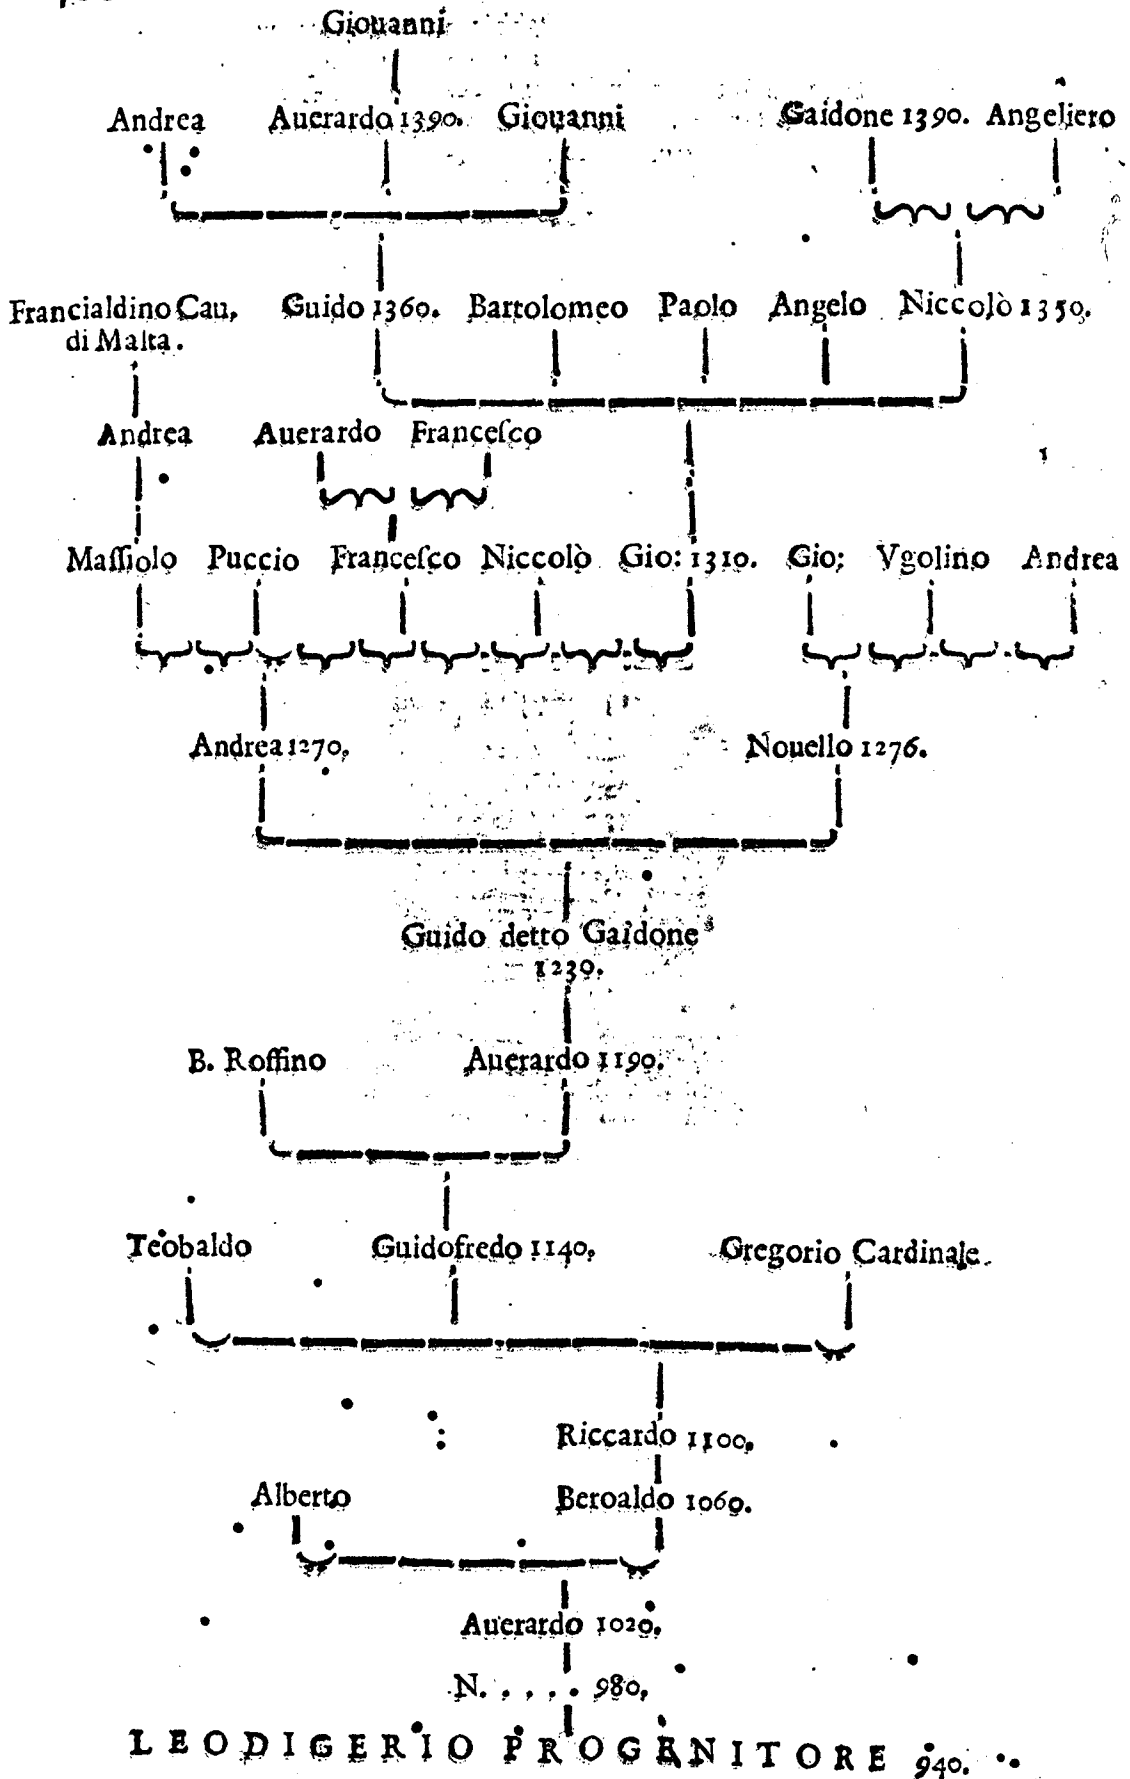 Giouanni
Andrea Auerardo 1390. Giouanni Gaidone 1390. Angeliero
Francialdino Cau. Guido 1360. Bartolomeo Paolo Angelo Niccolò 1350.
di Malta.
Andrea Auerardo Franceſco
Maſſiolo Puccio Franceſco Niccolò Gio: 1310. Gio: Vgolino Andrea
Andrea 1270. Nouello 1276.
Guido detto Gaidone
1230.
B. Roffino Auerardo 1190.
Teobaldo Guidofredo 1140. Gregorio Cardinale.
Riccardo 1100.
Alberto Beroaldo 1060.
Auerardo 1020.
N. . . . . 980.
LEODIGERIO PROGENITORE 940.